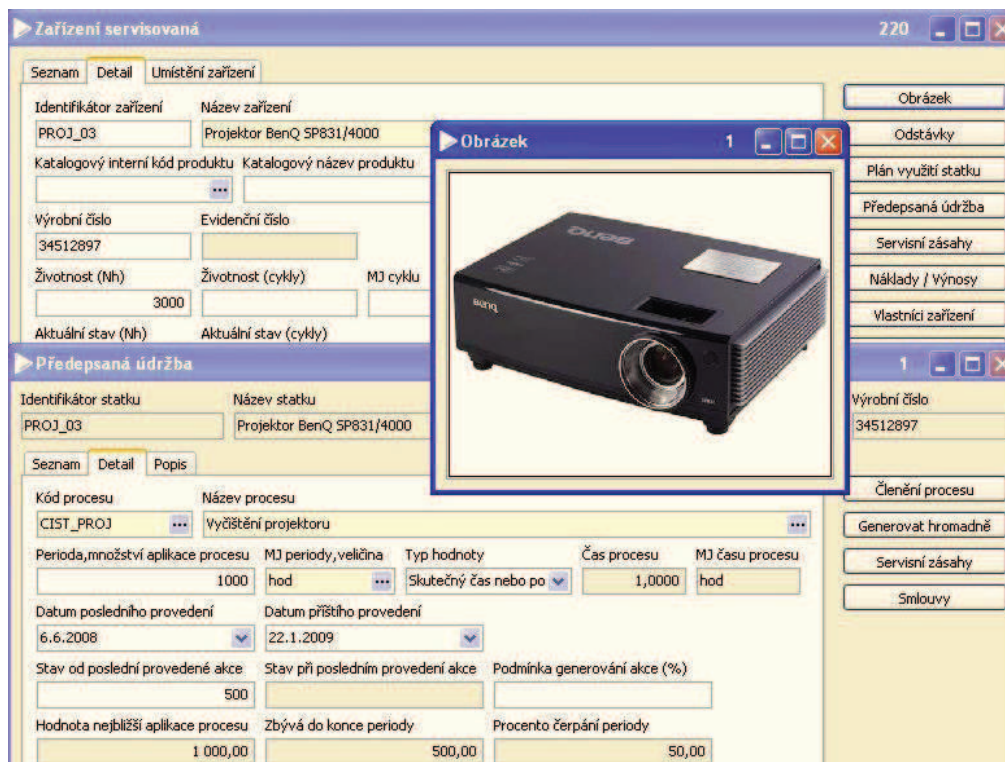 Zařízení servisovaná 220
Seznam Detail Umístění zařízení
Identifikátor zařízení Název zařízení
PROJ_03 Projektor BenQ SP831/4000
Katalogový interní kód produktu Katalogový název produktu
Výrobní číslo Evidenční číslo
34512897
Životnost (Nh) Životnost (cykly) MJ cyklu
3000
Aktuální stav (Nh) Aktuální stav (cykly)
Obrázek
Odstávky
Plán využití statku
Předepsaná údržba
Servisní zásahy
Náklady / Výnosy
Vlastníci zařízení
Obrázek 1
BenQ
BenQ
Předepsaná údržba 1
Identifikátor statku Název statku Výrobní číslo
PROJ_03 Projektor BenQ SP831/4000 34512897
Seznam Detail Popis
Kód procesu Název procesu
CIST_PROJ ... Vyčištění projektoru ...
Perioda,množství aplikace procesu MJ periody,veličina Typ hodnoty Čas procesu MJ času procesu
1000 hod ... Skutečný čas nebo po 1,0000 hod
Datum posledního provedení Datum příštího provedení
6.6.2008 22.1.2009
Stav od poslední provedené akce Stav při posledním provedení akce Podmínka generování akce (%)
500
Hodnota nejbližší aplikace procesu Zbývá do konce periody Procento čerpání periody
1 000,00 500,00 50,00
Členění procesu
Generovat hromadně
Servisní zásahy
Smlouvy